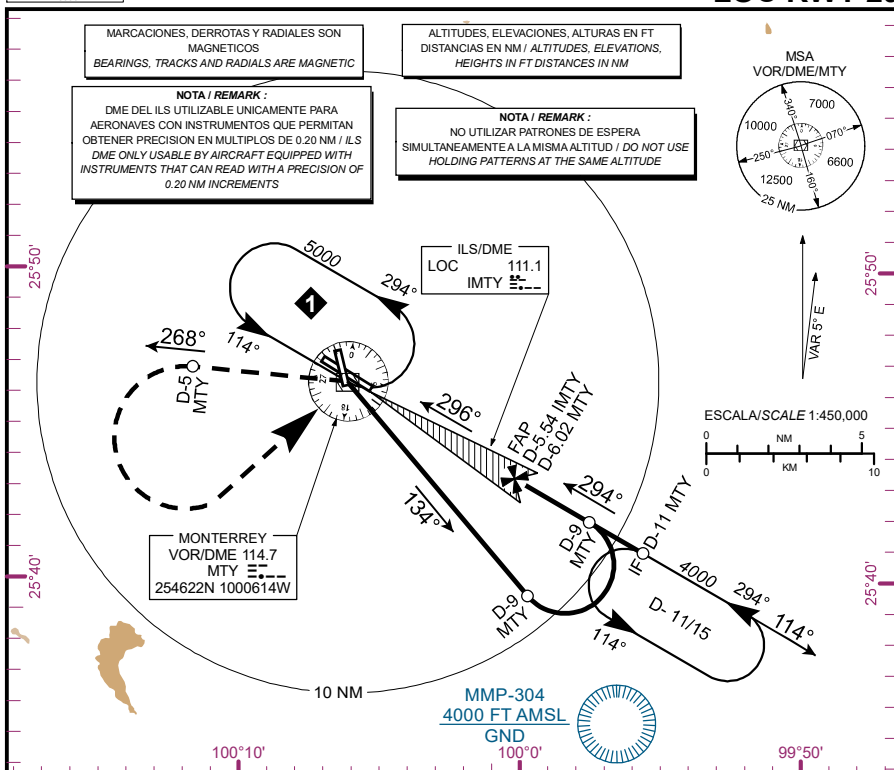 MARCACIONES, DERROTAS Y RADIALES SON
MAGNETICOS
BEARINGS, TRACKS AND RADIALS ARE MAGNETIC
ALTITUDES, ELEVACIONES, ALTURAS EN FT
DISTANCIAS EN NM / ALTITUDES, ELEVATIONS,
HEIGHTS IN FT DISTANCES IN NM
NOTA / REMARK :
DME DEL ILS UTILIZABLE UNICAMENTE PARA
AERONAVES CON INSTRUMENTOS QUE PERMITAN
OBTENER PRECISION EN MULTIPLOS DE 0.20 NM / ILS
DME ONLY USABLE BY AIRCRAFT EQUIPPED WITH
INSTRUMENTS THAT CAN READ WITH A PRECISION OF
0.20 NM INCREMENTS
NOTA / REMARK :
NO UTILIZAR PATRONES DE ESPERA
SIMULTANEAMENTE A LA MISMA ALTITUD / DO NOT USE
HOLDING PATTERNS AT THE SAME ALTITUDE
MSA
VOR/DME/MTY
340°
7000
10000
070°
250°
6600
12500
160°
25 NM
25°50'
25°50'
VAR 5° E
ILS/DME
LOC 111.1
IMTY
5000
294°
1
114°
268°
D-5
MTY
0
27
18
296°
FAP
D-5.54 IMTY
D-6.02 MTY
ESCALA/SCALE 1:450,000
0 NM 5
0 KM 10
134°
294°
D-9
MTY
IF
D-11 MTY
MONTERREY
VOR/DME 114.7
MTY
254622N 1000614W
25°40'
25°40'
D-9
MTY
4000
294°
D- 11/15
114°
114°
10 NM
MMP-304
4000 FT AMSL
GND
100°10'
100°0'
99°50'